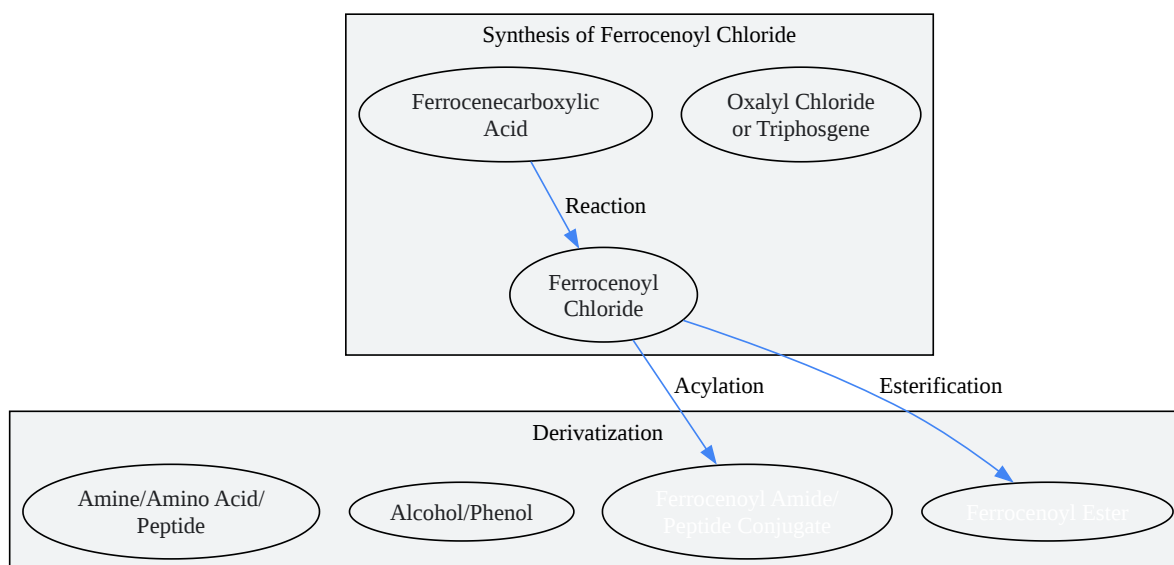 Synthesis of Ferrocenoyl Chloride
Ferrocenecarboxylic
Acid
Oxalyl Chloride
or Triphosgene
Reaction
Ferrocenoyl
Chloride
Acylation
Esterification
Derivatization
Amine/Amino Acid/
Peptide
Alcohol/Phenol
Ferrocenoyl Amide/
Peptide Conjugate
Ferrocenoyl Ester